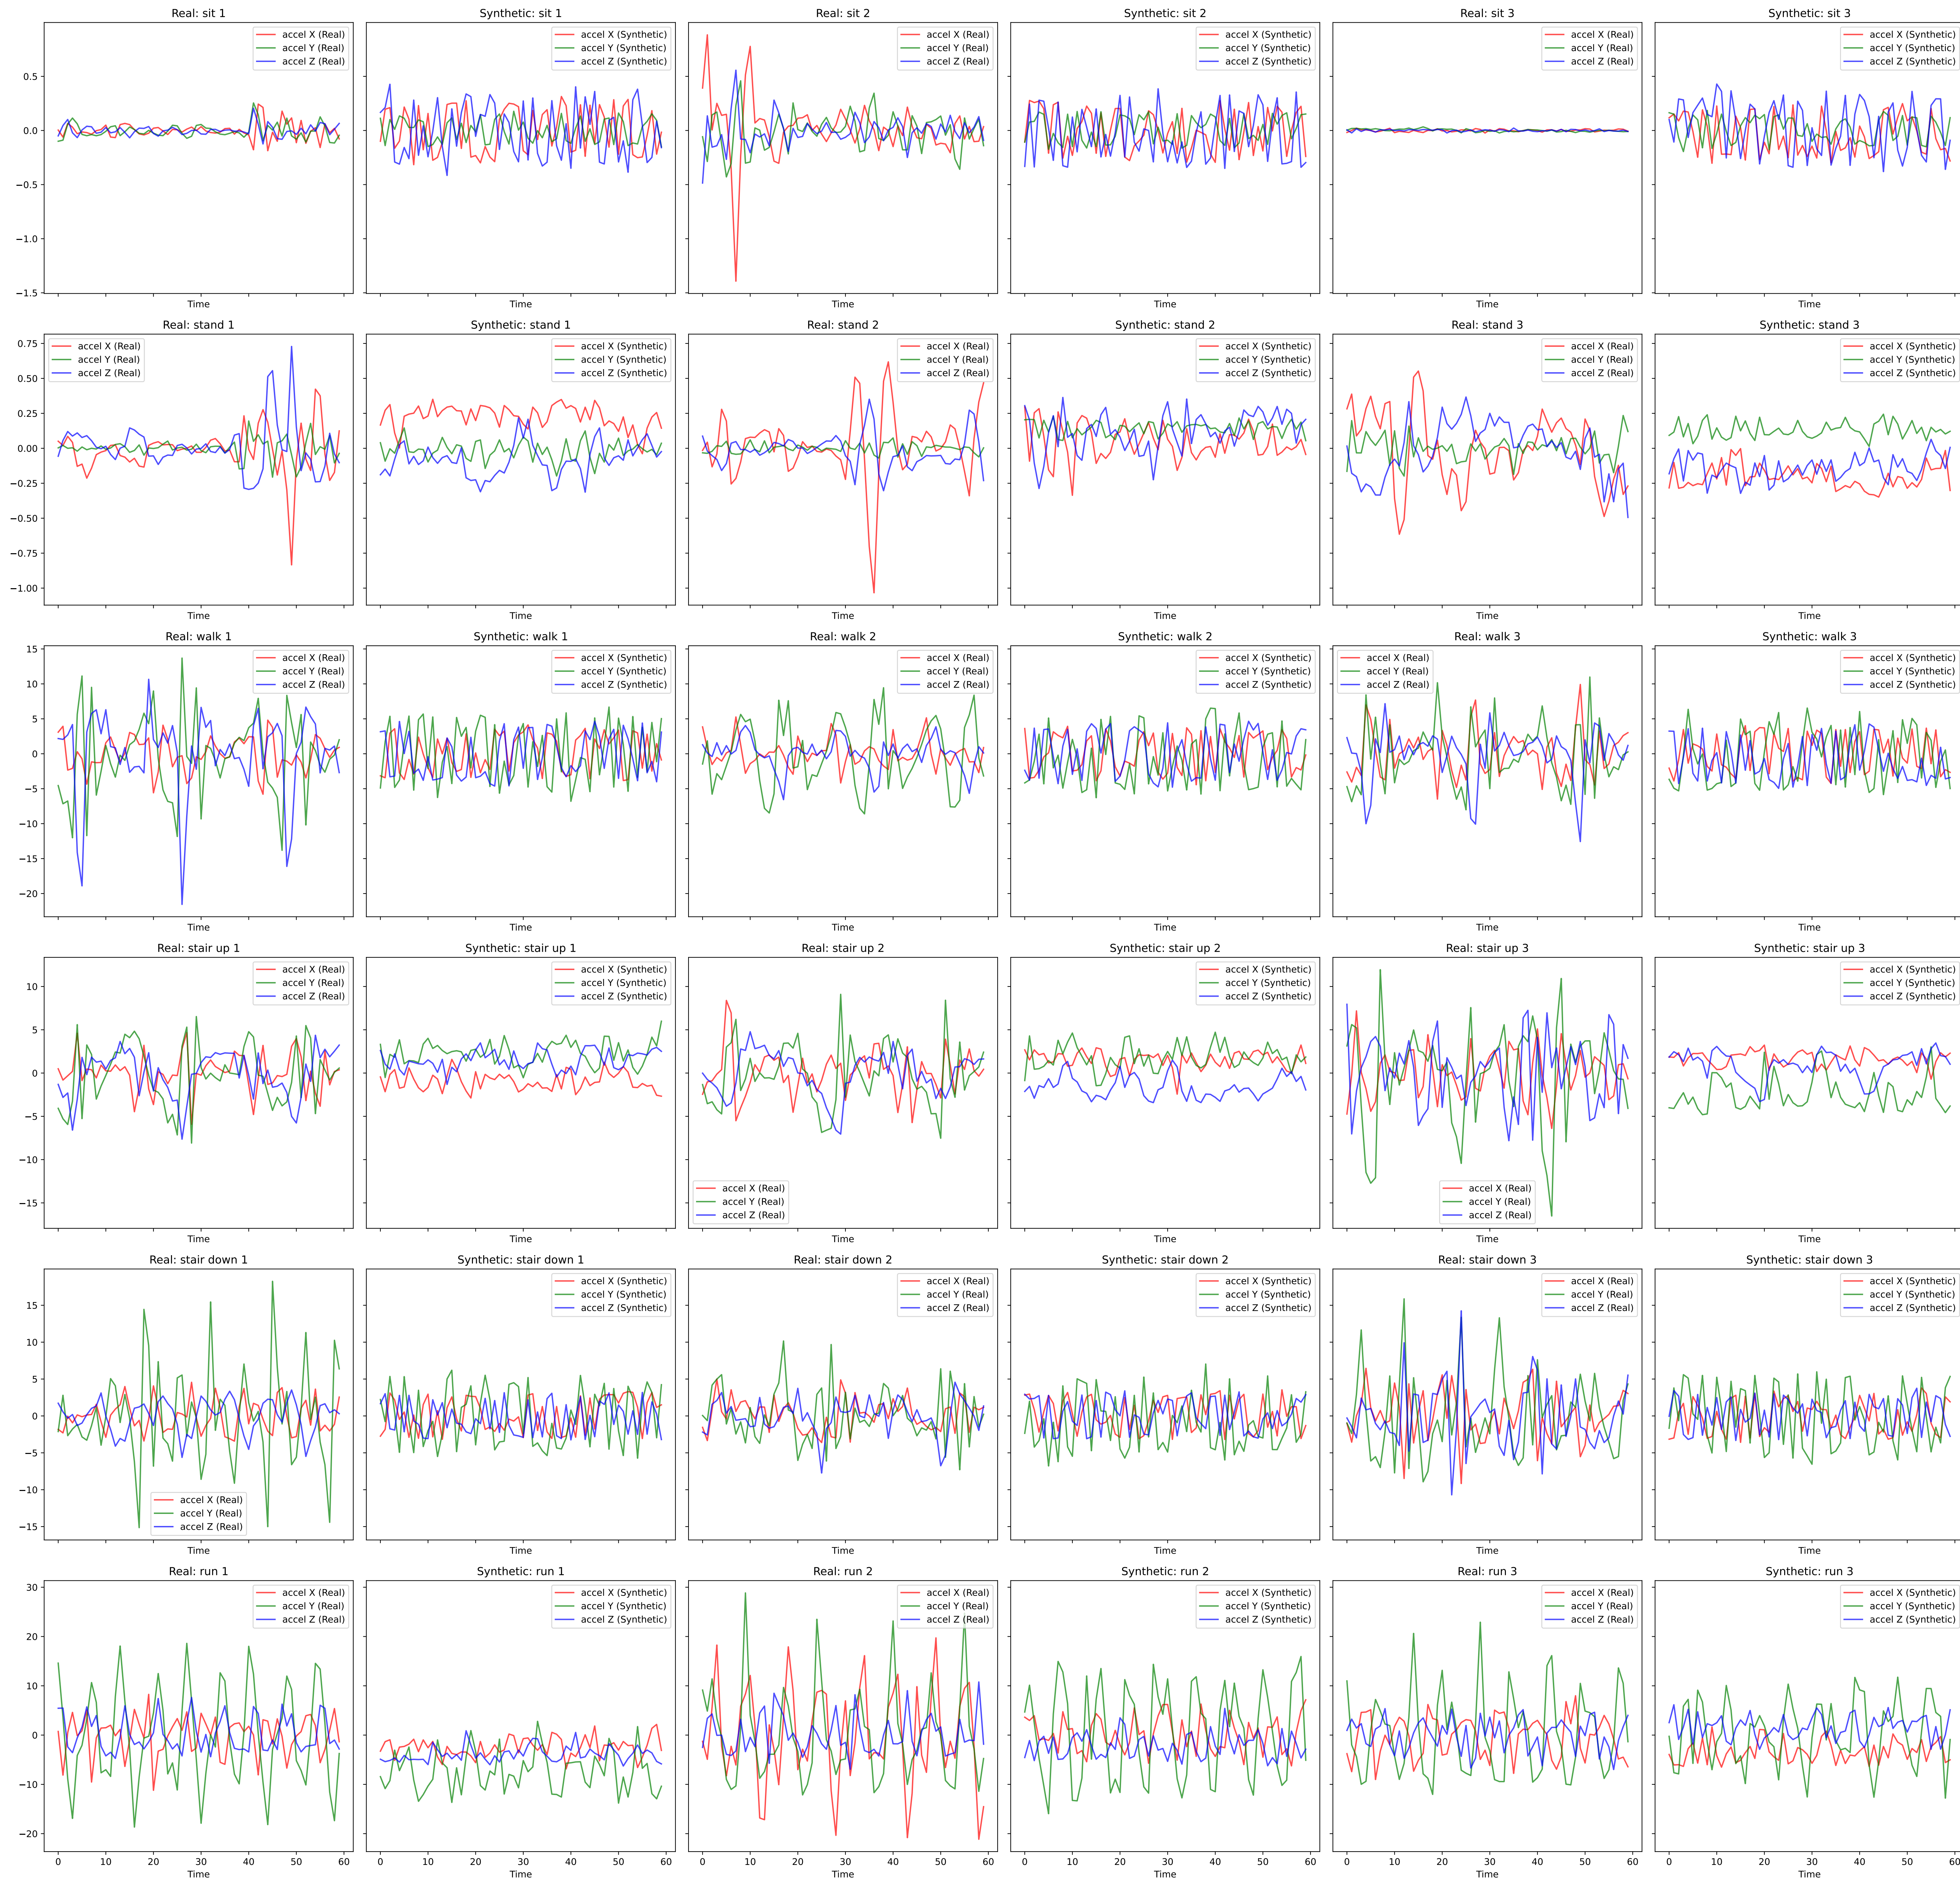 Real: sit 1
accel X (Real)
accel Y (Real)
accel Z (Real)
0.5
0.0
−0.5
−1.0
−1.5
Time
Synthetic: sit 1
accel X (Synthetic)
accel Y (Synthetic)
accel Z (Synthetic)
Time
Real: sit 2
accel X (Real)
accel Y (Real)
accel Z (Real)
Time
Synthetic: sit 2
accel X (Synthetic)
accel Y (Synthetic)
accel Z (Synthetic)
Time
Real: sit 3
accel X (Real)
accel Y (Real)
accel Z (Real)
Time
Synthetic: sit 3
accel X (Synthetic)
accel Y (Synthetic)
accel Z (Synthetic)
Time
Real: stand 1
accel X (Real)
accel Y (Real)
accel Z (Real)
0.75
0.50
0.25
0.00
−0.25
−0.50
−0.75
−1.00
Time
Synthetic: stand 1
accel X (Synthetic)
accel Y (Synthetic)
accel Z (Synthetic)
Time
Real: stand 2
accel X (Real)
accel Y (Real)
accel Z (Real)
Time
Synthetic: stand 2
accel X (Synthetic)
accel Y (Synthetic)
accel Z (Synthetic)
Time
Real: stand 3
accel X (Real)
accel Y (Real)
accel Z (Real)
Time
Synthetic: stand 3
accel X (Synthetic)
accel Y (Synthetic)
accel Z (Synthetic)
Time
Real: walk 1
accel X (Real)
accel Y (Real)
accel Z (Real)
15
10
5
0
−5
−10
−15
−20
Time
Synthetic: walk 1
accel X (Synthetic)
accel Y (Synthetic)
accel Z (Synthetic)
Time
Real: walk 2
accel X (Real)
accel Y (Real)
accel Z (Real)
Time
Synthetic: walk 2
accel X (Synthetic)
accel Y (Synthetic)
accel Z (Synthetic)
Time
Real: walk 3
accel X (Real)
accel Y (Real)
accel Z (Real)
Time
Synthetic: walk 3
accel X (Synthetic)
accel Y (Synthetic)
accel Z (Synthetic)
Time
Real: stair up 1
accel X (Real)
accel Y (Real)
accel Z (Real)
10
5
0
−5
−10
−15
Time
Synthetic: stair up 1
accel X (Synthetic)
accel Y (Synthetic)
accel Z (Synthetic)
Time
Real: stair up 2
accel X (Real)
accel Y (Real)
accel Z (Real)
Time
Synthetic: stair up 2
accel X (Synthetic)
accel Y (Synthetic)
accel Z (Synthetic)
Time
Real: stair up 3
accel X (Real)
accel Y (Real)
accel Z (Real)
Time
Synthetic: stair up 3
accel X (Synthetic)
accel Y (Synthetic)
accel Z (Synthetic)
Time
Real: stair down 1
15
10
5
0
−5
−10
−15
accel X (Real)
accel Y (Real)
accel Z (Real)
Time
Synthetic: stair down 1
accel X (Synthetic)
accel Y (Synthetic)
accel Z (Synthetic)
Time
Real: stair down 2
accel X (Real)
accel Y (Real)
accel Z (Real)
Time
Synthetic: stair down 2
accel X (Synthetic)
accel Y (Synthetic)
accel Z (Synthetic)
Time
Real: stair down 3
accel X (Real)
accel Y (Real)
accel Z (Real)
Time
Synthetic: stair down 3
accel X (Synthetic)
accel Y (Synthetic)
accel Z (Synthetic)
Time
Real: run 1
accel X (Real)
accel Y (Real)
accel Z (Real)
30
20
10
0
−10
−20
0 10 20 30 40 50 60
Time
Synthetic: run 1
accel X (Synthetic)
accel Y (Synthetic)
accel Z (Synthetic)
0 10 20 30 40 50 60
Time
Real: run 2
accel X (Real)
accel Y (Real)
accel Z (Real)
0 10 20 30 40 50 60
Time
Synthetic: run 2
accel X (Synthetic)
accel Y (Synthetic)
accel Z (Synthetic)
0 10 20 30 40 50 60
Time
Real: run 3
accel X (Real)
accel Y (Real)
accel Z (Real)
0 10 20 30 40 50 60
Time
Synthetic: run 3
accel X (Synthetic)
accel Y (Synthetic)
accel Z (Synthetic)
0 10 20 30 40 50 60
Time